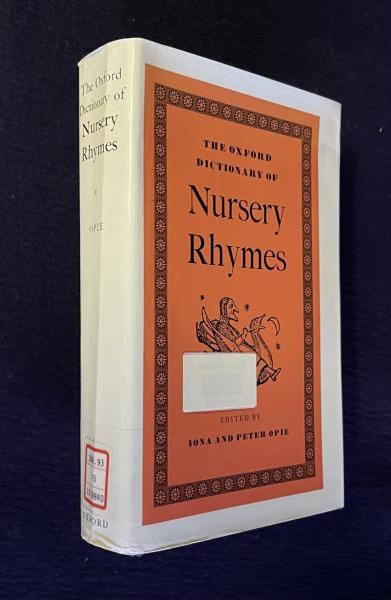 The Oxford
Dictionary of
Nursery
Rhymes
OPIE
OXFORD
THE OXFORD
DICTIONARY OF
Nursery
Rhymes
EDITED BY
IONA AND PETER OPIE